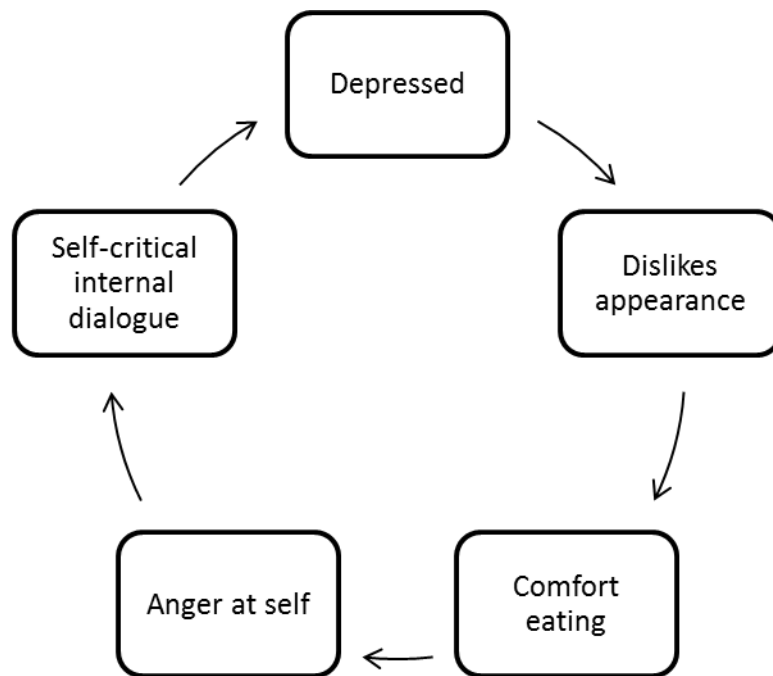 Depressed
Dislikes
appearance
Comfort
eating
Anger at self
Self-critical
internal
dialogue